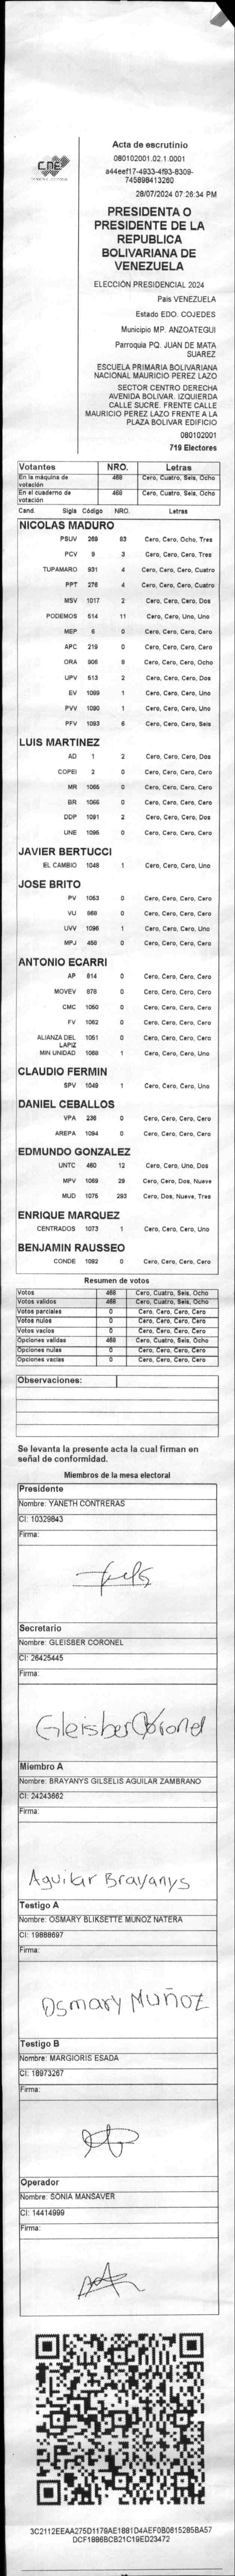 CNE
Acta de escrutinio
080102001.02.1.0001
a44eef17-4933-4f93-8309-
745898413260
28/07/2024 07:26:34 PM
PRESIDENTA O
PRESIDENTE DE LA
REPUBLICA
BOLIVARIANA DE
VENEZUELA
ELECCIÓN PRESIDENCIAL 2024
Pais VENEZUELA
Estado EDO. COJEDES
Municipio MP. ANZOATEGUI
Parroquia PQ. JUAN DE MATA
SUAREZ
ESCUELA PRIMARIA BOLIVARIANA
NACIONAL MAURICIO PEREZ LAZO
SECTOR CENTRO DERECHA
AVENIDA BOLIVAR. IZQUIERDA
CALLE SUCRE. FRENTE CALLE
MAURICIO PEREZ LAZO FRENTE A LA
PLAZA BOLIVAR EDIFICIO
080102001
719 Electores
Votantes NRO. Letras
En la máquina de votación 468 Cero, Cuatro, Seis, Ocho
En el cuaderno de votación 468 Cero, Cuatro, Seis, Ocho
Cand. Sigla Código NRO. Letras
NICOLAS MADURO
PSUV 269 83 Cero, Cero, Ocho, Tres
PCV 9 3 Cero, Cero, Cero, Tres
TUPAMARO 931 4 Cero, Cero, Cero, Cuatro
PPT 276 4 Cero, Cero, Cero, Cuatro
MSV 1017 2 Cero, Cero, Cero, Dos
PODEMOS 514 11 Cero, Cero, Uno, Uno
MEP 6 0 Cero, Cero, Cero, Cero
APC 219 0 Cero, Cero, Cero, Cero
ORA 906 8 Cero, Cero, Cero, Ocho
UPV 513 2 Cero, Cero, Cero, Dos
EV 1089 1 Cero, Cero, Cero, Uno
PVV 1090 1 Cero, Cero, Cero, Uno
PFV 1093 6 Cero, Cero, Cero, Seis
LUIS MARTINEZ
AD 1 2 Cero, Cero, Cero, Dos
COPEI 2 0 Cero, Cero, Cero, Cero
MR 1065 0 Cero, Cero, Cero, Cero
BR 1066 0 Cero, Cero, Cero, Cero
DDP 1091 2 Cero, Cero, Cero, Dos
UNE 1095 0 Cero, Cero, Cero, Cero
JAVIER BERTUCCI
EL CAMBIO 1048 1 Cero, Cero, Cero, Uno
JOSE BRITO
PV 1053 0 Cero, Cero, Cero, Cero
VU 868 0 Cero, Cero, Cero, Cero
UVV 1096 1 Cero, Cero, Cero, Uno
MPJ 458 0 Cero, Cero, Cero, Cero
ANTONIO ECARRI
AP 814 0 Cero, Cero, Cero, Cero
MOVEV 878 0 Cero, Cero, Cero, Cero
CMC 1050 0 Cero, Cero, Cero, Cero
FV 1062 0 Cero, Cero, Cero, Cero
ALIANZA DEL LAPIZ 1051 0 Cero, Cero, Cero, Cero
MIN UNIDAD 1068 1 Cero, Cero, Cero, Uno
CLAUDIO FERMIN
SPV 1049 1 Cero, Cero, Cero, Uno
DANIEL CEBALLOS
VPA 236 0 Cero, Cero, Cero, Cero
AREPA 1094 0 Cero, Cero, Cero, Cero
EDMUNDO GONZALEZ
UNTC 460 12 Cero, Cero, Uno, Dos
MPV 1069 29 Cero, Cero, Dos, Nueve
MUD 1075 293 Cero, Dos, Nueve, Tres
ENRIQUE MARQUEZ
CENTRADOS 1073 1 Cero, Cero, Cero, Uno
BENJAMIN RAUSSEO
CONDE 1092 0 Cero, Cero, Cero, Cero
Resumen de votos
Votos 468 Cero, Cuatro, Seis, Ocho
Votos validos 468 Cero, Cuatro, Seis, Ocho
Votos parciales 0 Cero, Cero, Cero, Cero
Votos nulos 0 Cero, Cero, Cero, Cero
Votos vacios 0 Cero, Cero, Cero, Cero
Opciones validas 468 Cero, Cuatro, Seis, Ocho
Opciones nulas 0 Cero, Cero, Cero, Cero
Opciones vacias 0 Cero, Cero, Cero, Cero
Observaciones:
Se levanta la presente acta la cual firman en
señal de conformidad.
Miembros de la mesa electoral
Presidente
Nombre: YANETH CONTRERAS
CI: 10329843
Firma:
Secretario
Nombre: GLEISBER CORONEL
CI: 26425445
Firma:
Gleisber Coronel
Miembro A
Nombre: BRAYANYS GILSELIS AGUILAR ZAMBRANO
CI: 24243662
Firma:
Aguilar Brayanys
Testigo A
Nombre: OSMARY BLIKSETTE MUNOZ NATERA
CI: 19888697
Firma:
Osmary Muñoz
Testigo B
Nombre: MARGIORIS ESADA
CI: 18973267
Firma:
Operador
Nombre: SONIA MANSAVER
CI: 14414999
Firma:
3C2112EEAA275D1179AE1881D4AEF0B0815285BA57
DCF1886BCB21C19ED23472